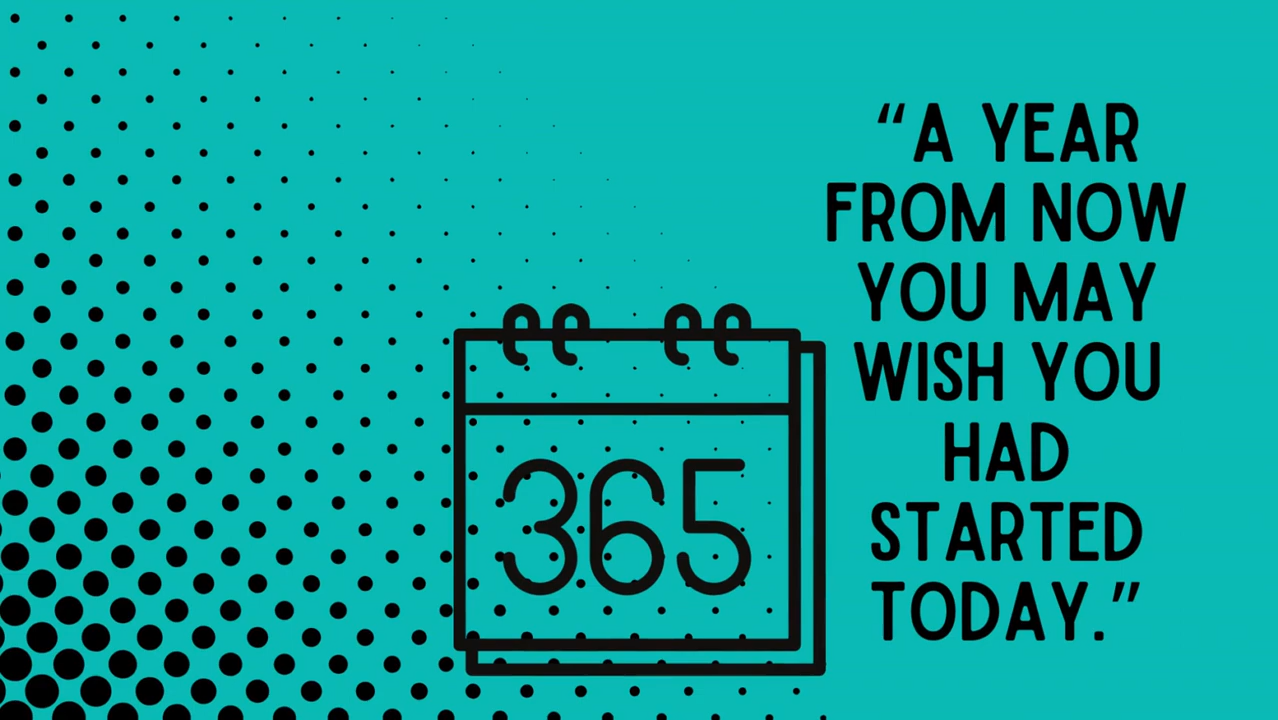 365
“A YEAR
FROM NOW
YOU MAY
WISH YOU
HAD
STARTED
TODAY.”